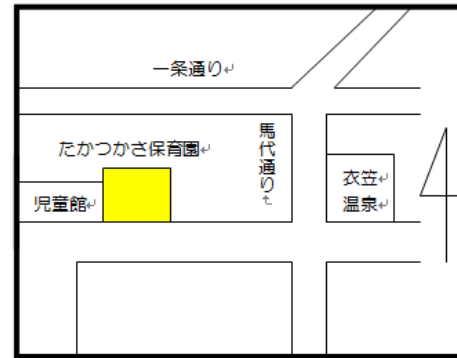 一条通り
たかつかさ保育園
馬代通り
児童館
衣笠
温泉